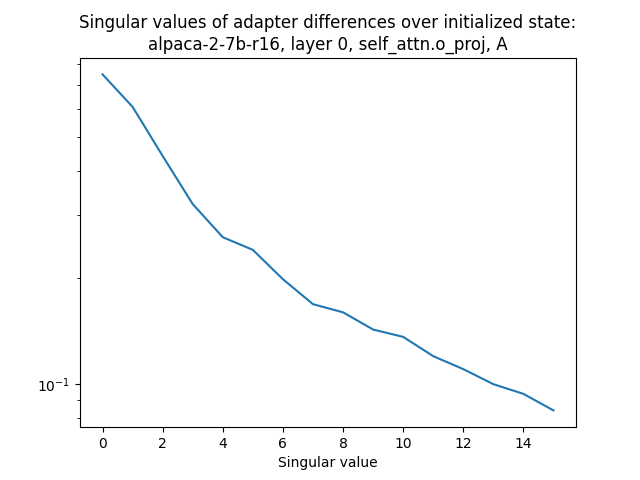 Singular values of adapter differences over initialized state:
alpaca-2-7b-r16, layer 0, self_attn.o_proj, A
10⁻¹
0 2 4 6 8 10 12 14
Singular value